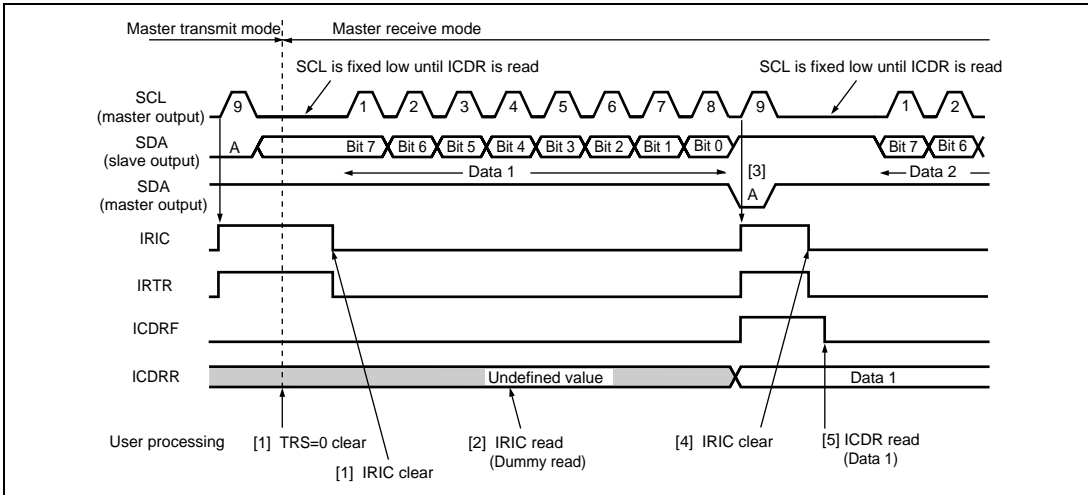 Master transmit mode Master receive mode
SCL is fixed low until ICDR is read SCL is fixed low until ICDR is read
SCL
(master output)
9 1 2 3 4 5 6 7 8 9 1 2
SDA
(slave output)
A Bit 7 Bit 6 Bit 5 Bit 4 Bit 3 Bit 2 Bit 1 Bit 0 Bit 7 Bit 6
Data 1 [3] Data 2
SDA
(master output)
A
IRIC
IRTR
ICDRF
ICDRR Undefined value Data 1
User processing [1] TRS=0 clear
[1] IRIC clear
[2] IRIC read
(Dummy read)
[4] IRIC clear
[5] ICDR read
(Data 1)